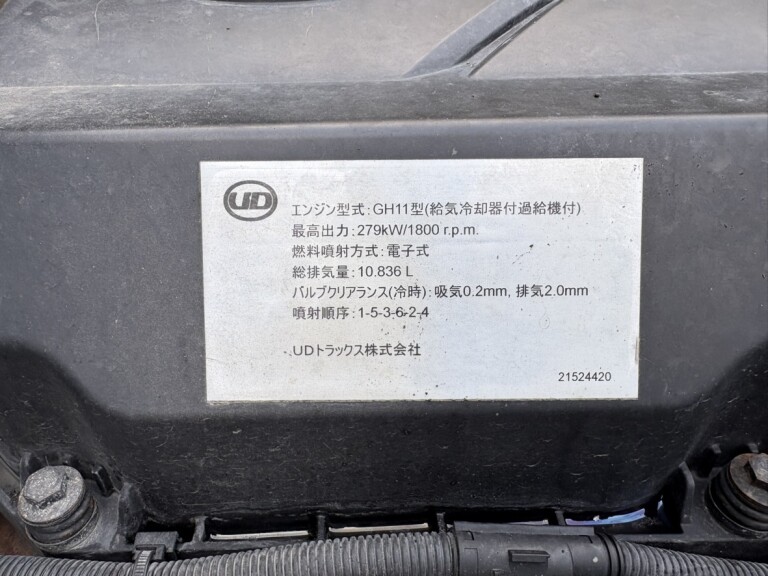 UD
エンジン型式:GH11型(給気冷却器付過給機付)
最高出力:279kW/1800 r.p.m.
燃料噴射方式:電子式
総排気量:10.836 L
バルブクリアランス(冷時):吸気0.2mm, 排気2.0mm
噴射順序:1-5-3-6-2-4
UDトラックス株式会社
21524420